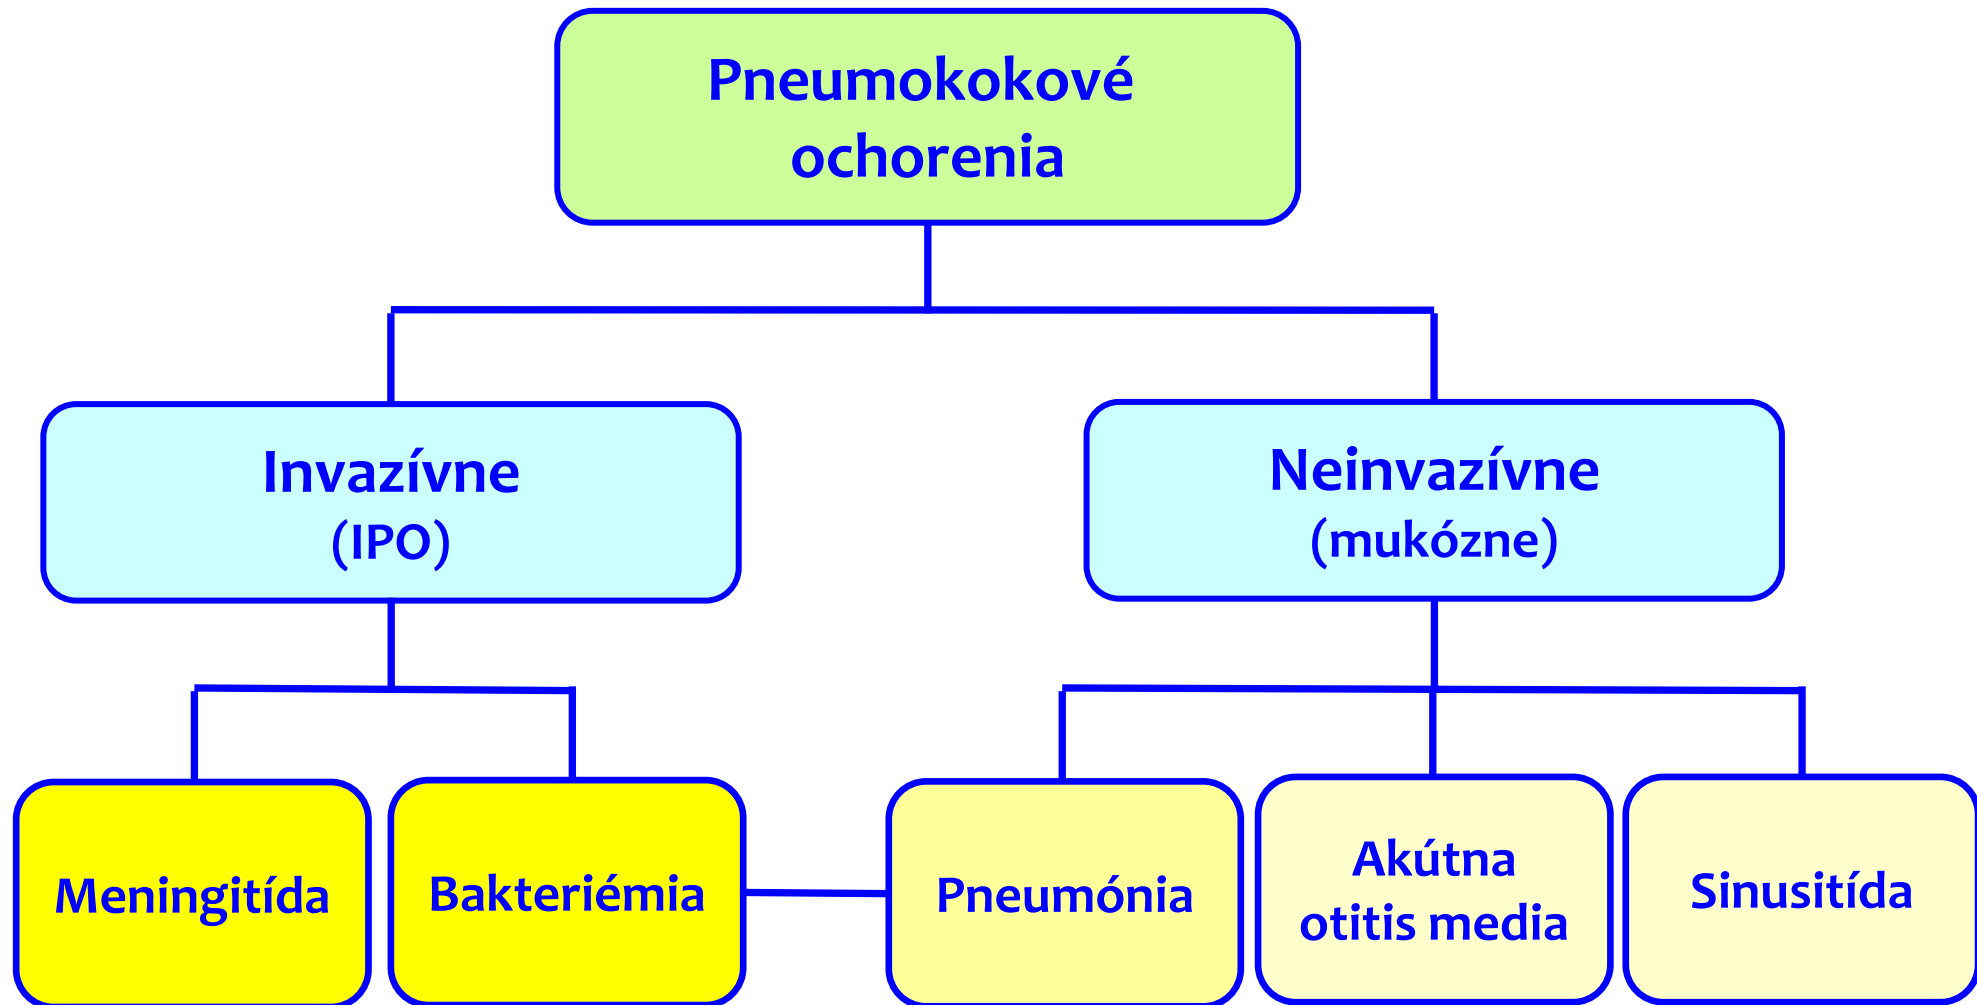 Pneumokokové
ochorenia
Invazívne
(IPO)
Neinvazívne
(mukózne)
Meningitída
Bakteriémia
Pneumónia
Akútna
otitis media
Sinusitída